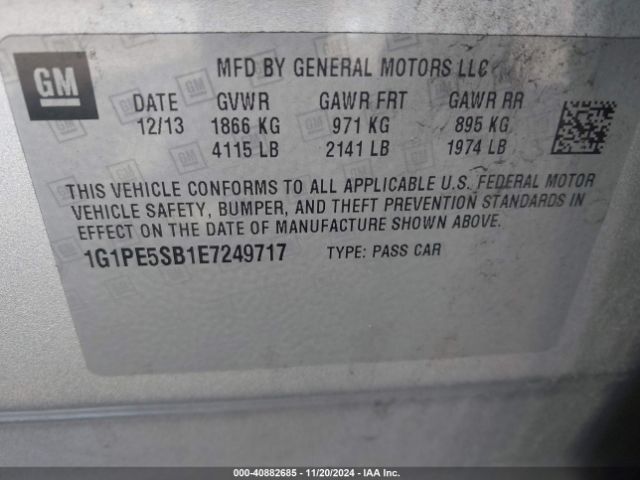 GM
MFD BY GENERAL MOTORS LLC
DATE GVWR GAWR FRT GAWR RR
12/13 1866 KG 971 KG 895 KG
4115 LB 2141 LB 1974 LB
THIS VEHICLE CONFORMS TO ALL APPLICABLE U.S. FEDERAL MOTOR
VEHICLE SAFETY, BUMPER, AND THEFT PREVENTION STANDARDS IN
EFFECT ON THE DATE OF MANUFACTURE SHOWN ABOVE.
1G1PE5SB1E7249717 TYPE: PASS CAR
000-40882685 - 11/20/2024 - IAA Inc.